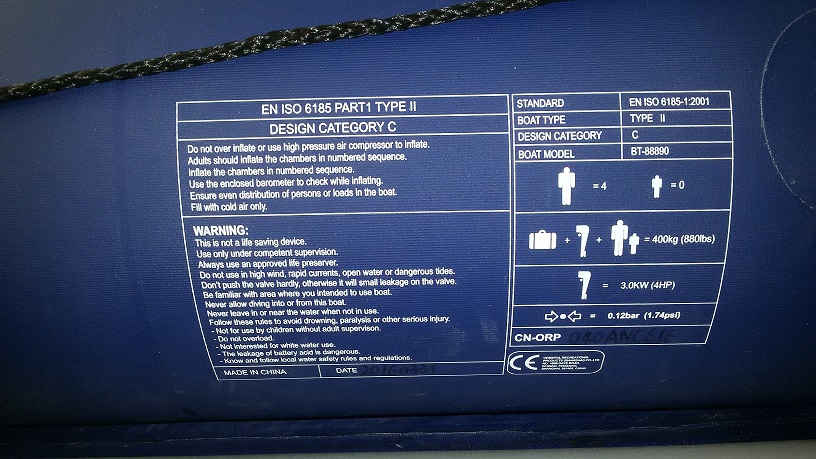 EN ISO 6185 PART1 TYPE II
DESIGN CATEGORY C
Do not over inflate or use high pressure air compressor to inflate.
Adults should inflate the chambers in numbered sequence.
Inflate the chambers in numbered sequence.
Use the enclosed barometer to check while inflating.
Ensure even distribution of persons or loads in the boat.
Fill with cold air only.
WARNING:
This is not a life saving device.
Use only under competent supervision.
Always use an approved life preserver.
Do not use in high wind, rapid currents, open water or dangerous tides.
Don't push the valve hardly, otherwise it will small leakage on the valve.
Be familiar with area where you intended to use boat.
Never allow diving into or from this boat.
Never leave in or near the water when not in use.
Follow these rules to avoid drowning, paralysis or other serious injury.
- Not for use by children without adult supervison.
- Do not overload.
- Not interested for white water use.
- The leakage of battery acid is dangerous.
- Know and follow local water safety rules and regulations.
MADE IN CHINA DATE
STANDARD EN ISO 6185-1:2001
BOAT TYPE TYPE II
DESIGN CATEGORY C
BOAT MODEL BT-88890
= 4 = 0
+ + = 400kg (880lbs)
= 3.0KW (4HP)
= 0.12bar (1.74psi)
CN-ORP
CE